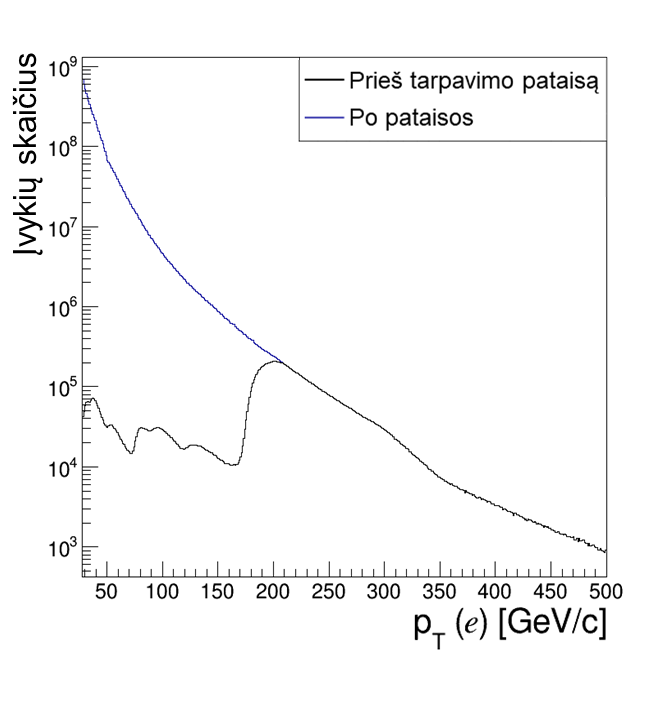 Įvykių skaičius
10⁹
10⁸
10⁷
10⁶
10⁵
10⁴
10³
Prieš tarpavimo pataisą
Po pataisos
50 100 150 200 250 300 350 400 450 500
p_T (e) [GeV/c]